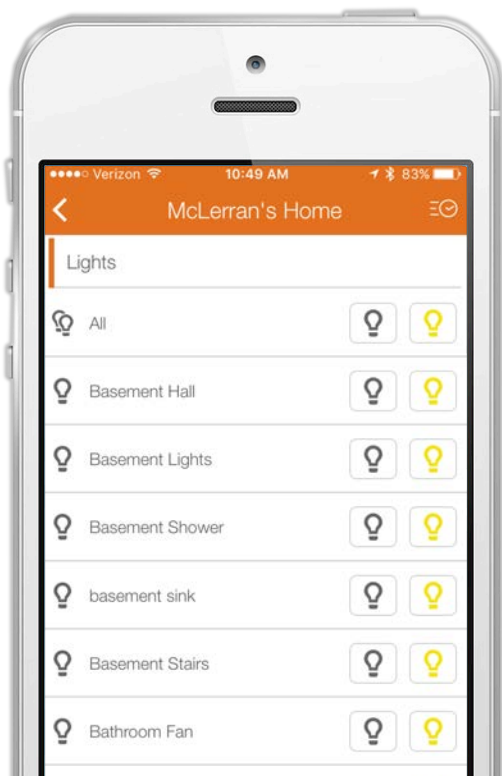 Verizon 10:49 AM 83%
McLerran's Home
Lights
All
Basement Hall
Basement Lights
Basement Shower
basement sink
Basement Stairs
Bathroom Fan